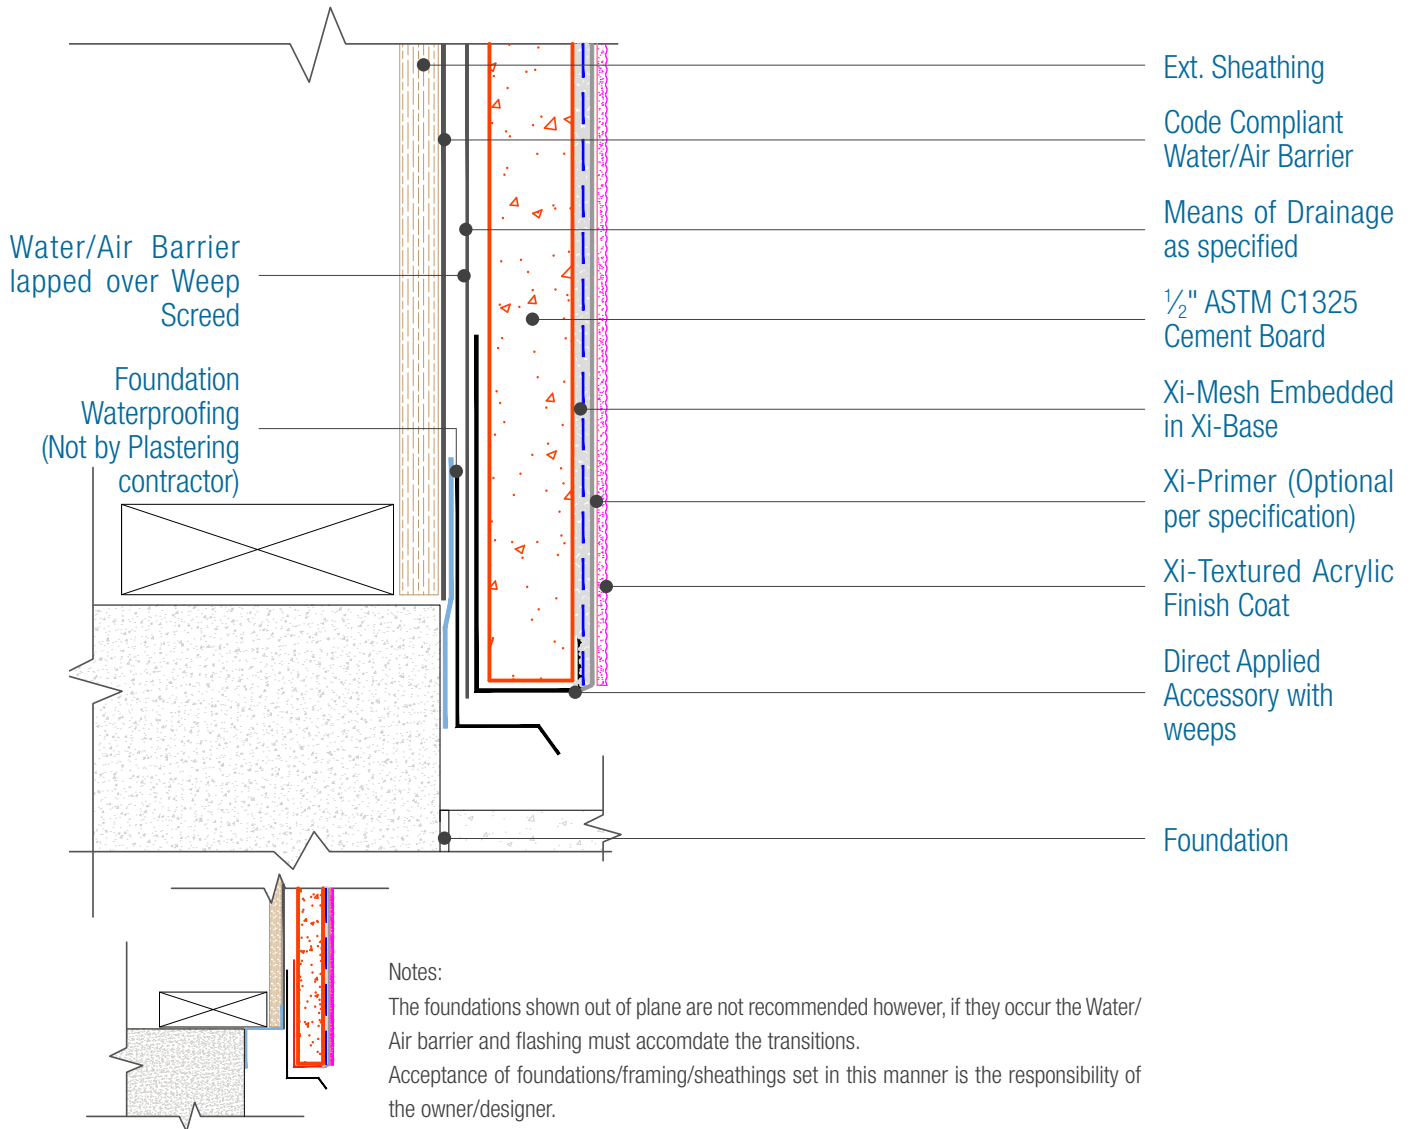 Ext. Sheathing
Code Compliant
Water/Air Barrier
Means of Drainage
as specified
½" ASTM C1325
Cement Board
Xi-Mesh Embedded
in Xi-Base
Xi-Primer (Optional
per specification)
Xi-Textured Acrylic
Finish Coat
Direct Applied
Accessory with
weeps
Foundation
Water/Air Barrier
lapped over Weep
Screed
Foundation
Waterproofing
(Not by Plastering
contractor)
Notes:
The foundations shown out of plane are not recommended however, if they occur the Water/
Air barrier and flashing must accomdate the transitions.
Acceptance of foundations/framing/sheathings set in this manner is the responsibility of
the owner/designer.